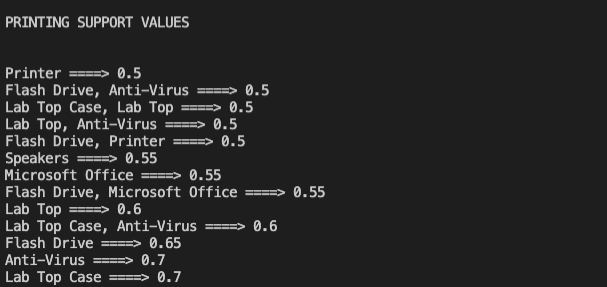 PRINTING SUPPORT VALUES
Printer ====> 0.5
Flash Drive, Anti-Virus ====> 0.5
Lab Top Case, Lab Top ====> 0.5
Lab Top, Anti-Virus ====> 0.5
Flash Drive, Printer ====> 0.5
Speakers ====> 0.55
Microsoft Office ====> 0.55
Flash Drive, Microsoft Office ====> 0.55
Lab Top ====> 0.6
Lab Top Case, Anti-Virus ====> 0.6
Flash Drive ====> 0.65
Anti-Virus ====> 0.7
Lab Top Case ====> 0.7